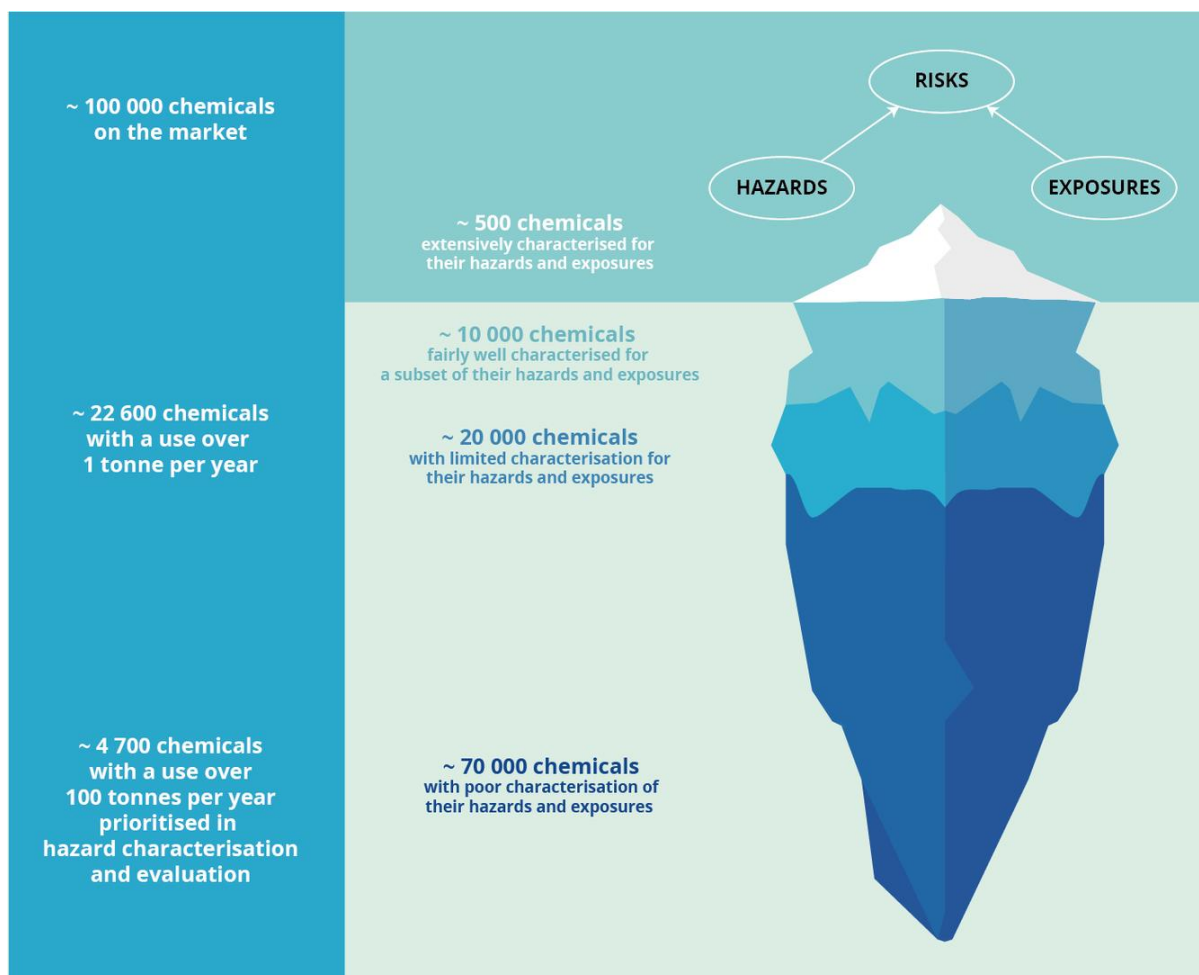 ~ 100 000 chemicals
on the market
~ 22 600 chemicals
with a use over
1 tonne per year
~ 4 700 chemicals
with a use over
100 tonnes per year
prioritised in
hazard characterisation
and evaluation
RISKS
HAZARDS
EXPOSURES
~ 500 chemicals
extensively characterised for
their hazards and exposures
~ 10 000 chemicals
fairly well characterised for
a subset of their hazards and exposures
~ 20 000 chemicals
with limited characterisation for
their hazards and exposures
~ 70 000 chemicals
with poor characterisation of
their hazards and exposures